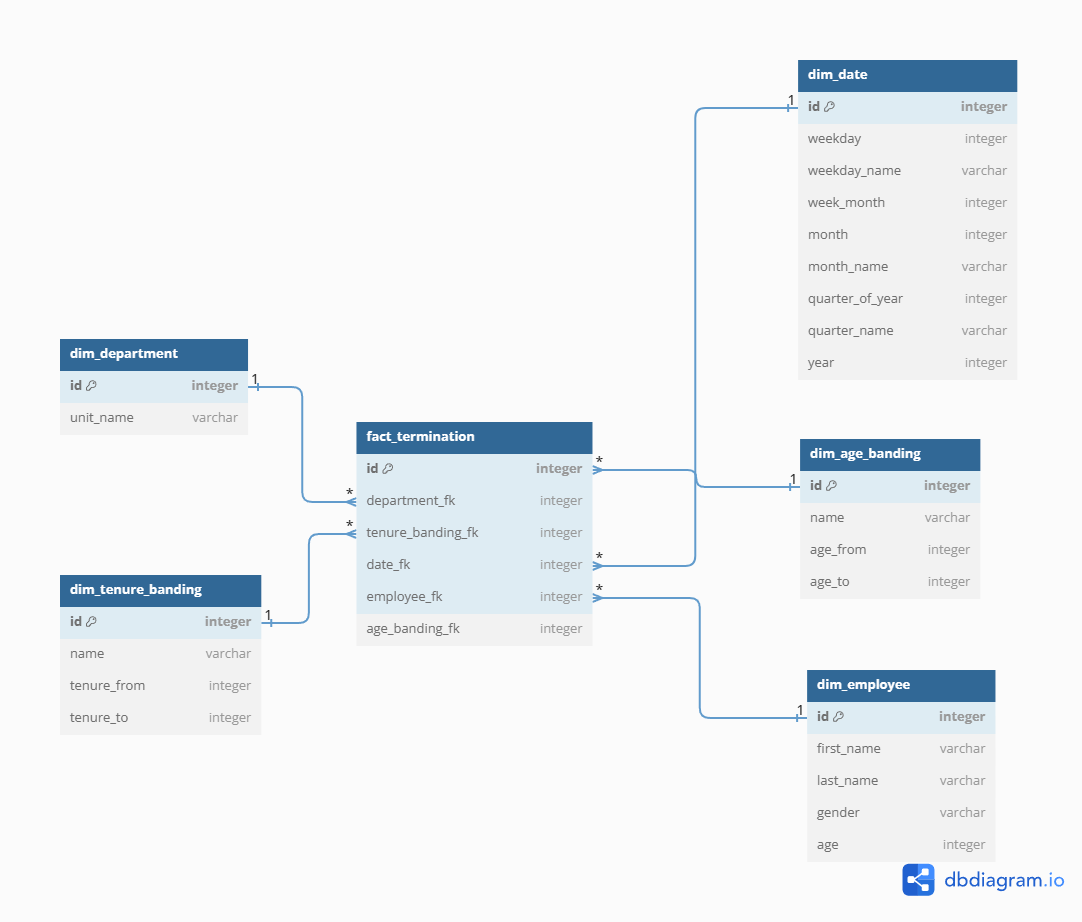 dim_date
1
id integer
weekday integer
weekday_name varchar
week_month integer
month integer
month_name varchar
quarter_of_year integer
quarter_name varchar
year integer
dim_department
1
id integer
unit_name varchar
fact_termination
id integer
*
*
department_fk integer
*
tenure_banding_fk integer
date_fk integer
*
employee_fk integer
*
age_banding_fk integer
dim_age_banding
1
id integer
name varchar
age_from integer
age_to integer
dim_tenure_banding
1
id integer
name varchar
tenure_from integer
tenure_to integer
dim_employee
1
id integer
first_name varchar
last_name varchar
gender varchar
age integer
dbdiagram.io